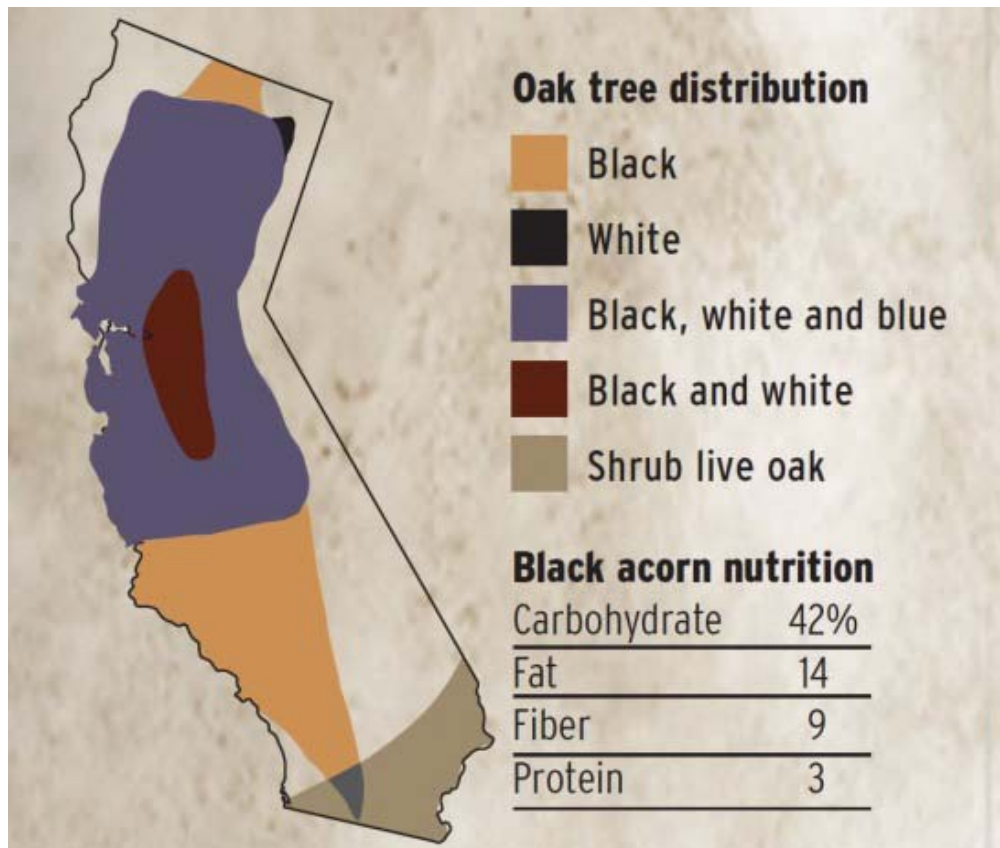 Oak tree distribution
Black
White
Black, white and blue
Black and white
Shrub live oak
Black acorn nutrition
Carbohydrate 42%
Fat 14
Fiber 9
Protein 3